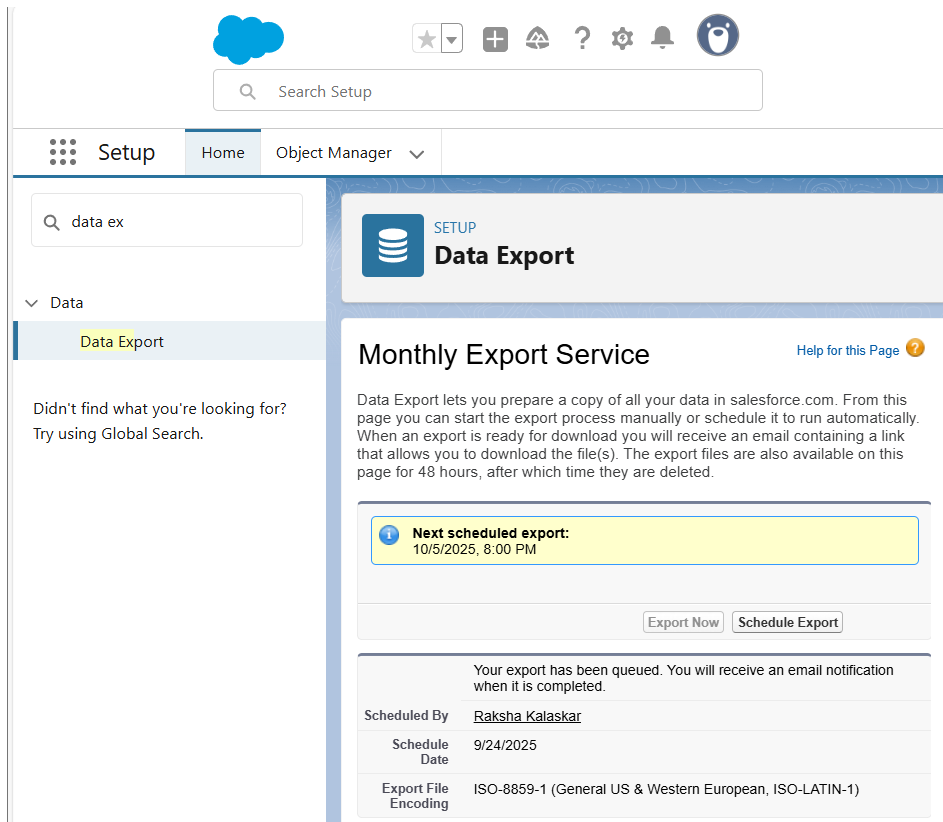 Search Setup
Setup
Home
Object Manager
data ex
Data
Data Export
Didn't find what you're looking for?
Try using Global Search.
SETUP
Data Export
Monthly Export Service
Help for this Page ?
Data Export lets you prepare a copy of all your data in salesforce.com. From this
page you can start the export process manually or schedule it to run automatically.
When an export is ready for download you will receive an email containing a link
that allows you to download the file(s). The export files are also available on this
page for 48 hours, after which time they are deleted.
Next scheduled export:
10/5/2025, 8:00 PM
Export Now
Schedule Export
Your export has been queued. You will receive an email notification
when it is completed.
Scheduled By
Raksha Kalaskar
Schedule
Date
9/24/2025
Export File
Encoding
ISO-8859-1 (General US & Western European, ISO-LATIN-1)